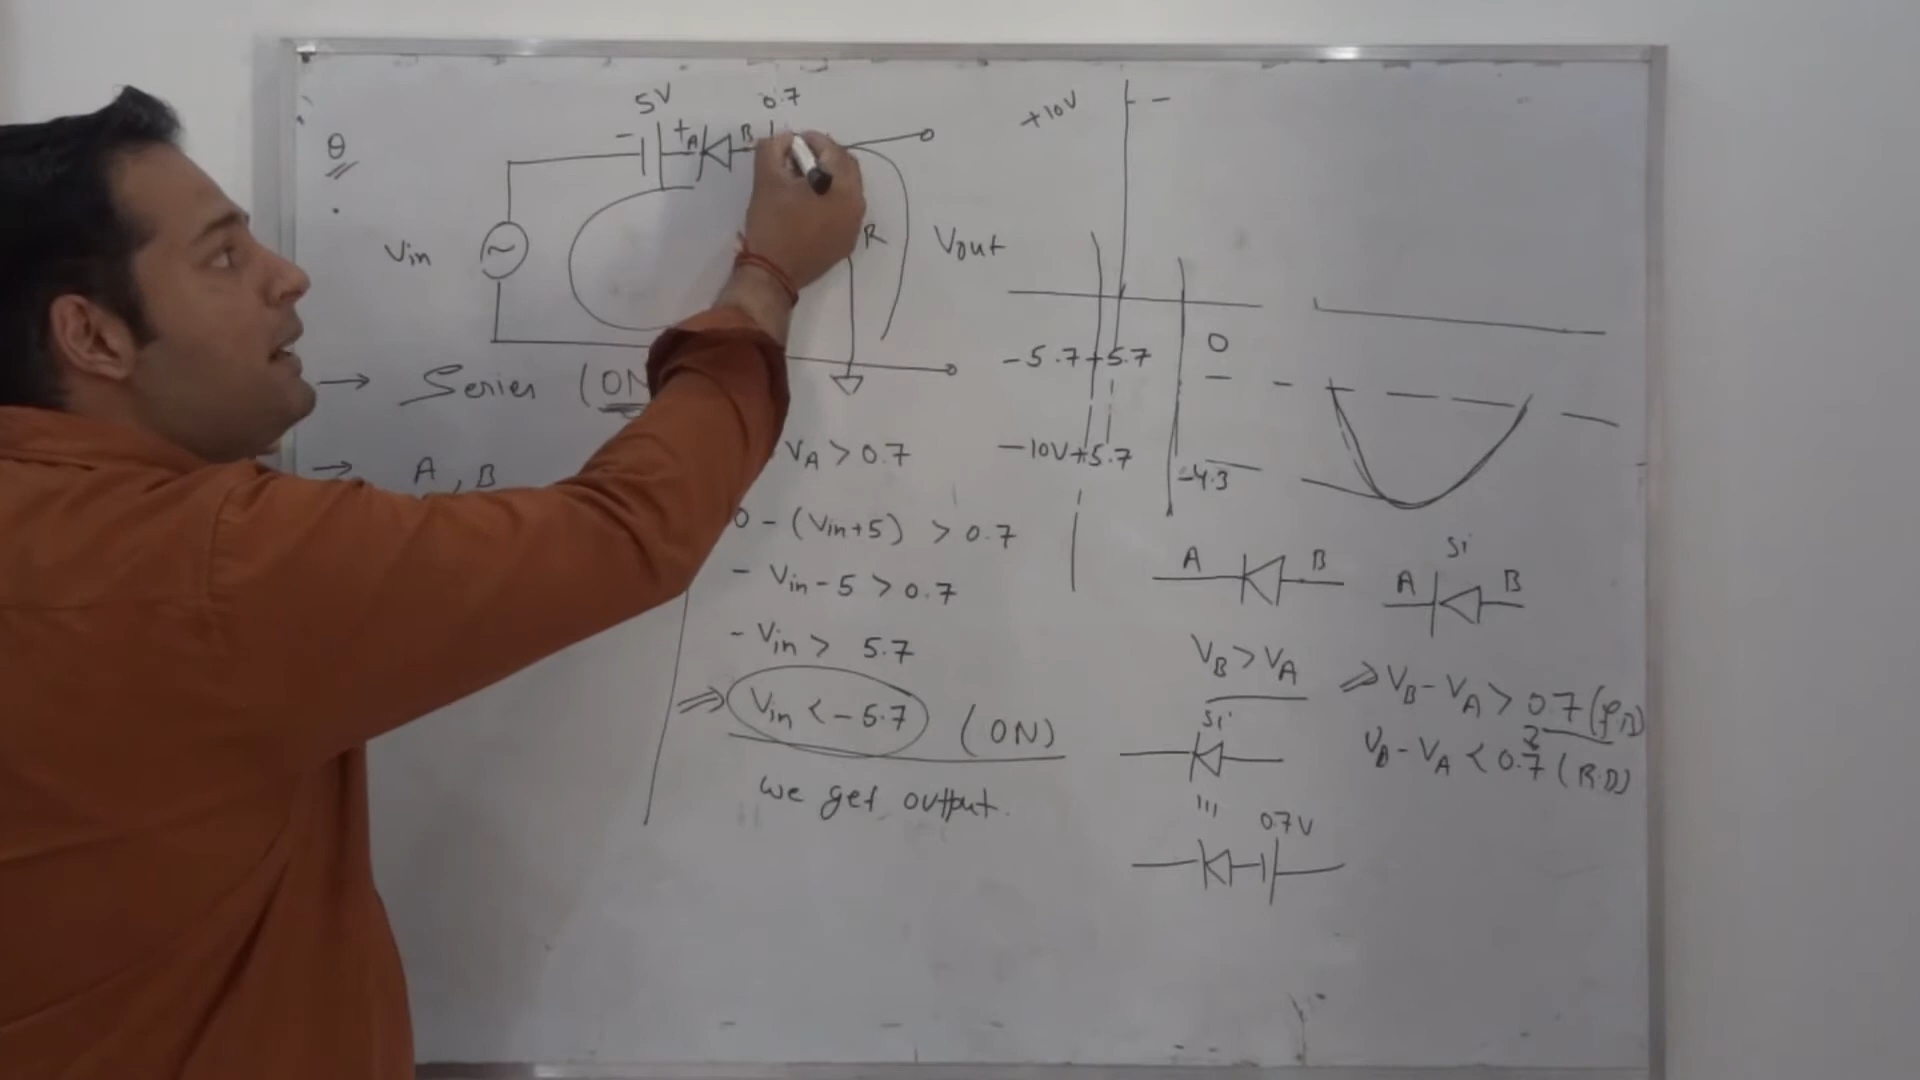 5V 0.7
θ
- + A B
Vin ~ R Vout
→ Series (ON
→ A, B
VA > 0.7
0 - (Vin+5) > 0.7
- Vin - 5 > 0.7
- Vin > 5.7
⇒ Vin < -5.7 (ON)
we get output.
+10V
0
-5.7+5.7
-10V+5.7
-4.3
A B
Si
A B
VB > VA ⇒ VB - VA > 0.7 (F.B)
VB - VA < 0.7 (R.B)
Si
0.7V